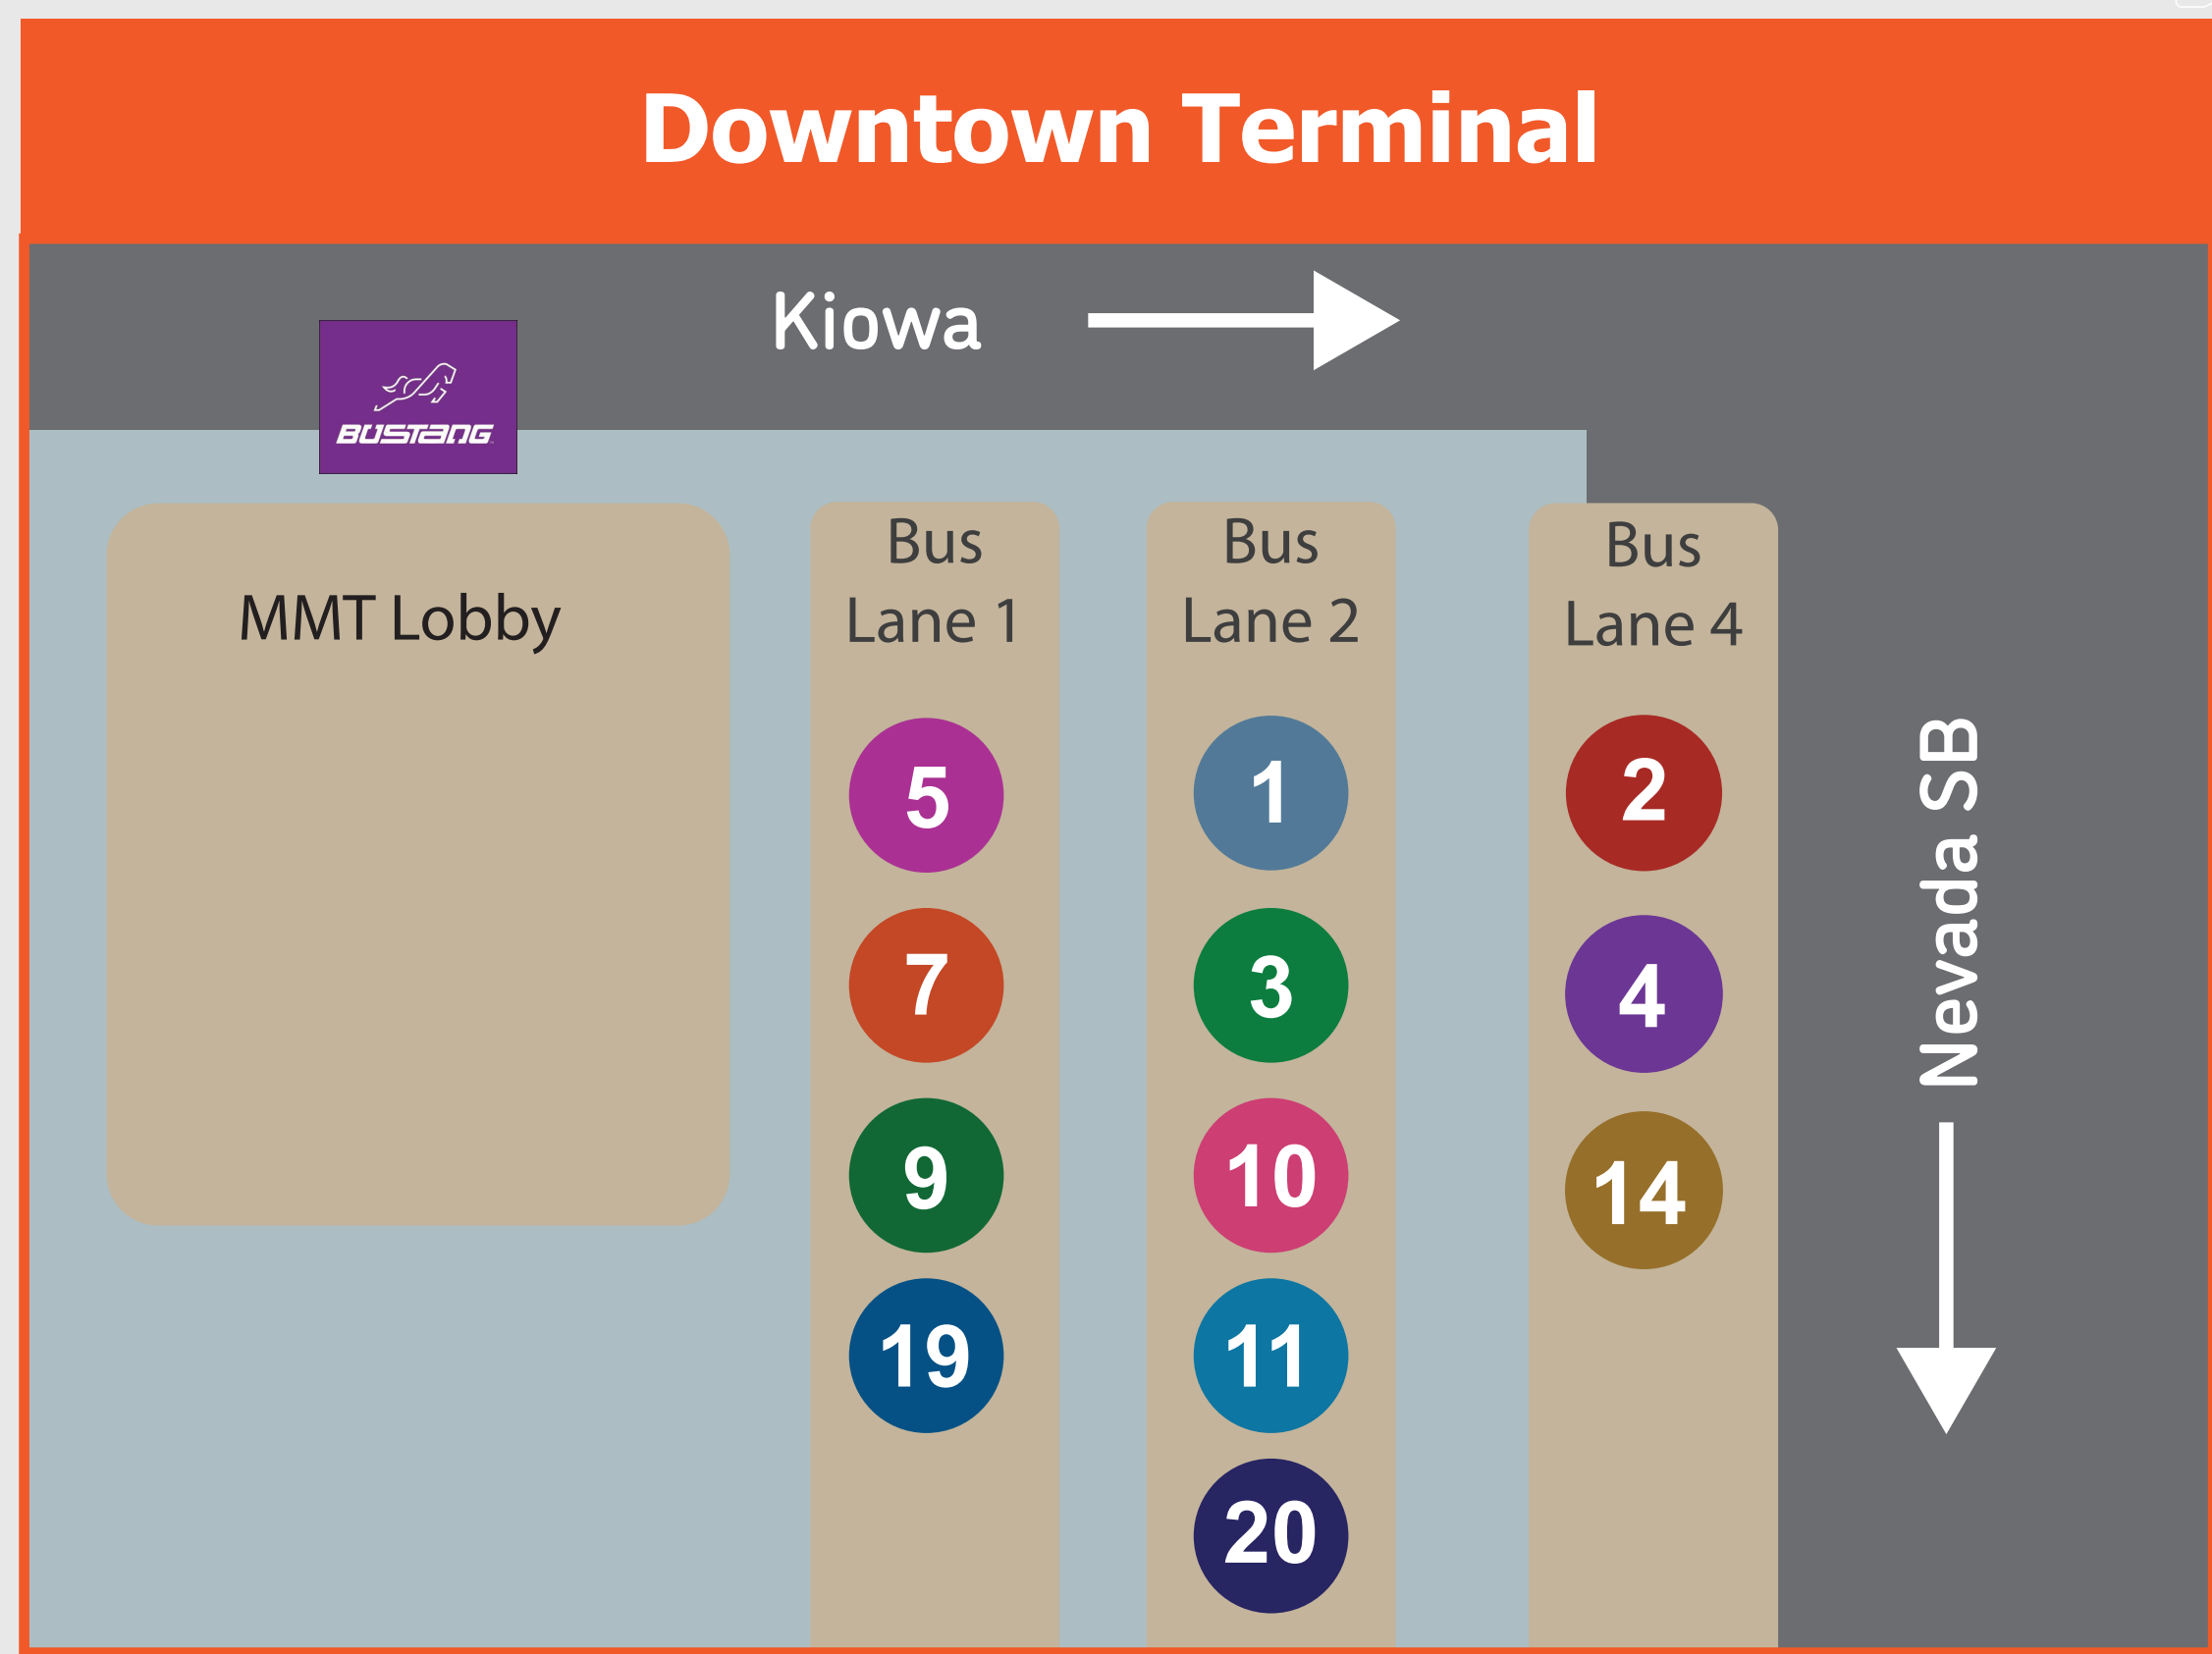 Downtown Terminal
Kiowa
BUSTANG
MMT Lobby
Bus
Lane 1
5
7
9
19
Bus
Lane 2
1
3
10
11
20
Bus
Lane 4
2
4
14
Nevada SB